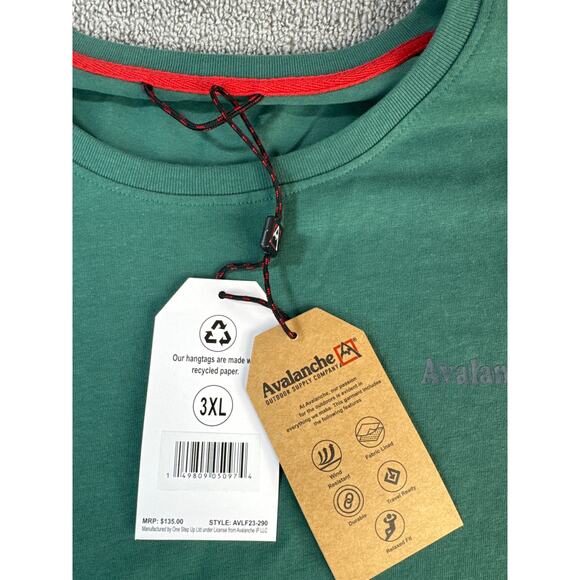 Our hangtags are made w
recycled paper.
3XL
1 49809 05097 4
MRP: $135.00 STYLE: AVLF23-290
Manufactured by One Step Up Ltd under License from Avalanche IP LLC
Avalanche
OUTDOOR SUPPLY COMPANY
At Avalanche, our passion
for the outdoors is evident in
everything we make. This garment includes
the following features
Wind
Resistant
Fabric Lined
Durable
Travel Ready
Relaxed Fit
Avalan